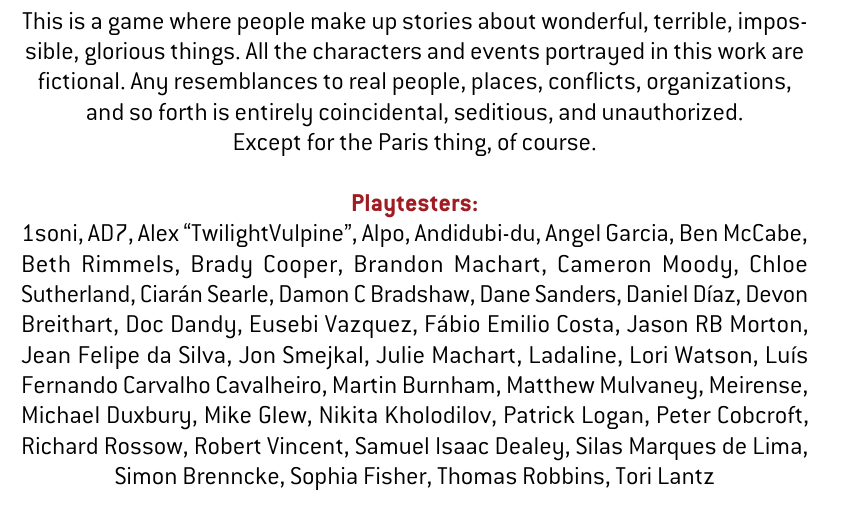 This is a game where people make up stories about wonderful, terrible, impos-
sible, glorious things. All the characters and events portrayed in this work are
fictional. Any resemblances to real people, places, conflicts, organizations,
and so forth is entirely coincidental, seditious, and unauthorized.
Except for the Paris thing, of course.
Playtesters:
1soni, AD7, Alex “TwilightVulpine”, Alpo, Andidubi-du, Angel Garcia, Ben McCabe,
Beth Rimmels, Brady Cooper, Brandon Machart, Cameron Moody, Chloe
Sutherland, Ciarán Searle, Damon C Bradshaw, Dane Sanders, Daniel Díaz, Devon
Breithart, Doc Dandy, Eusebi Vazquez, Fábio Emilio Costa, Jason RB Morton,
Jean Felipe da Silva, Jon Smejkal, Julie Machart, Ladaline, Lori Watson, Luís
Fernando Carvalho Cavalheiro, Martin Burnham, Matthew Mulvaney, Meirense,
Michael Duxbury, Mike Glew, Nikita Kholodilov, Patrick Logan, Peter Cobcroft,
Richard Rossow, Robert Vincent, Samuel Isaac Dealey, Silas Marques de Lima,
Simon Brenncke, Sophia Fisher, Thomas Robbins, Tori Lantz